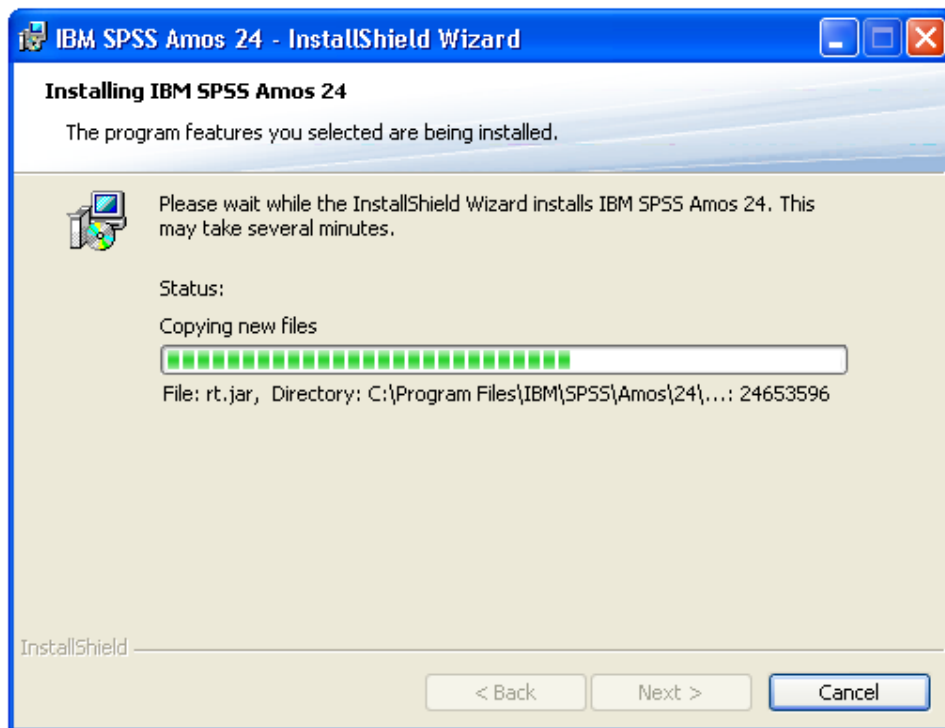 IBM SPSS Amos 24 - InstallShield Wizard
Installing IBM SPSS Amos 24
The program features you selected are being installed.
Please wait while the InstallShield Wizard installs IBM SPSS Amos 24. This
may take several minutes.
Status:
Copying new files
File: rt.jar,  Directory: C:\Program Files\IBM\SPSS\Amos\24\...: 24653596
InstallShield
< Back
Next >
Cancel